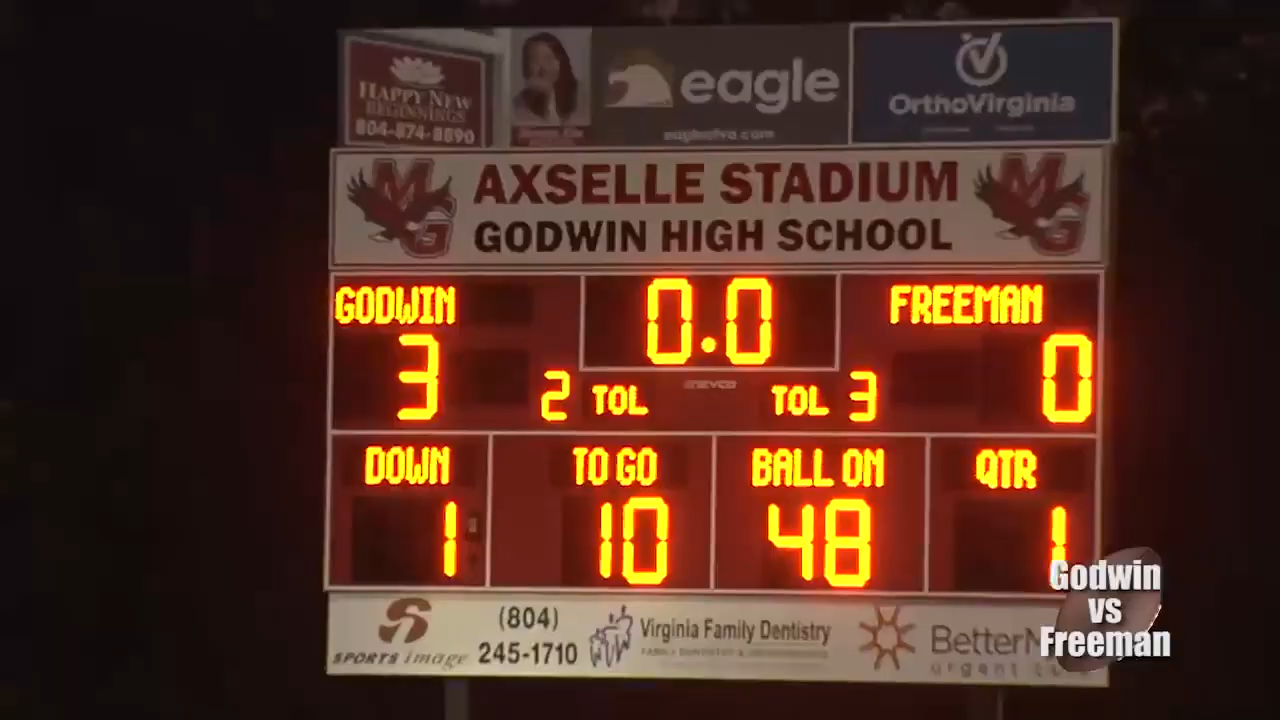 HAPPY NEW
BEGINNINGS
804-874-8890
eagle
OrthoVirginia
MG
AXSELLE STADIUM
GODWIN HIGH SCHOOL
MG
GODWIN
0.0
FREEMAN
3
2 TOL
TOL 3
0
DOWN
TO GO
BALL ON
QTR
1
10
48
1
Godwin
vs
Freeman
S
SPORTS image
(804)
245-1710
Virginia Family Dentistry